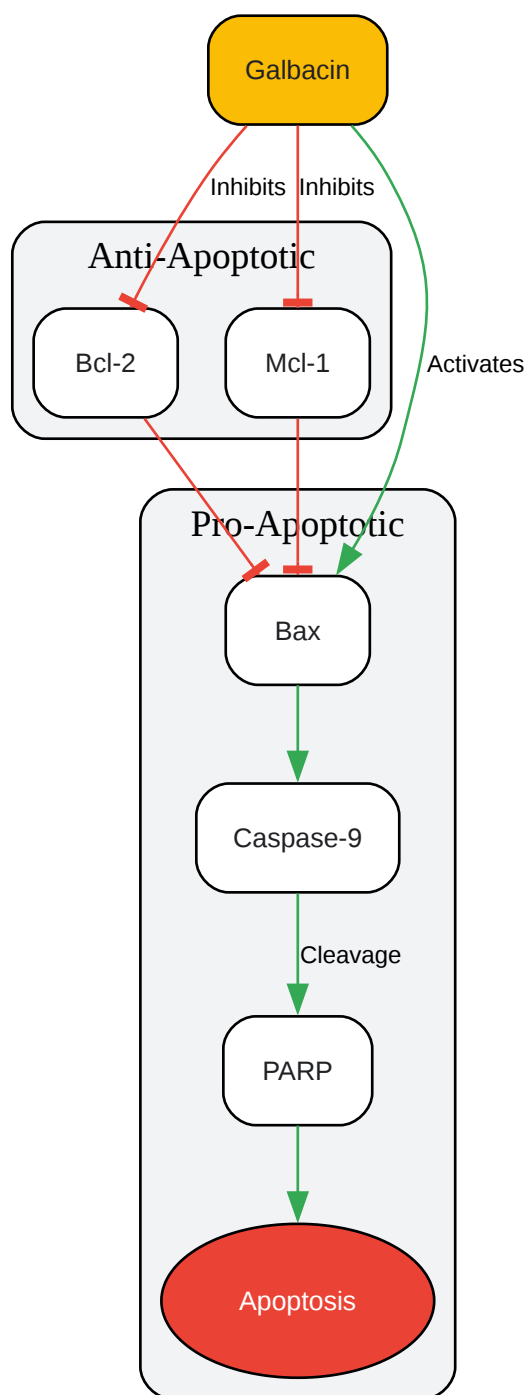 Galbacin
Inhibits
Inhibits
Anti-Apoptotic
Bcl-2
Mcl-1
Activates
Pro-Apoptotic
Bax
Caspase-9
Cleavage
PARP
Apoptosis